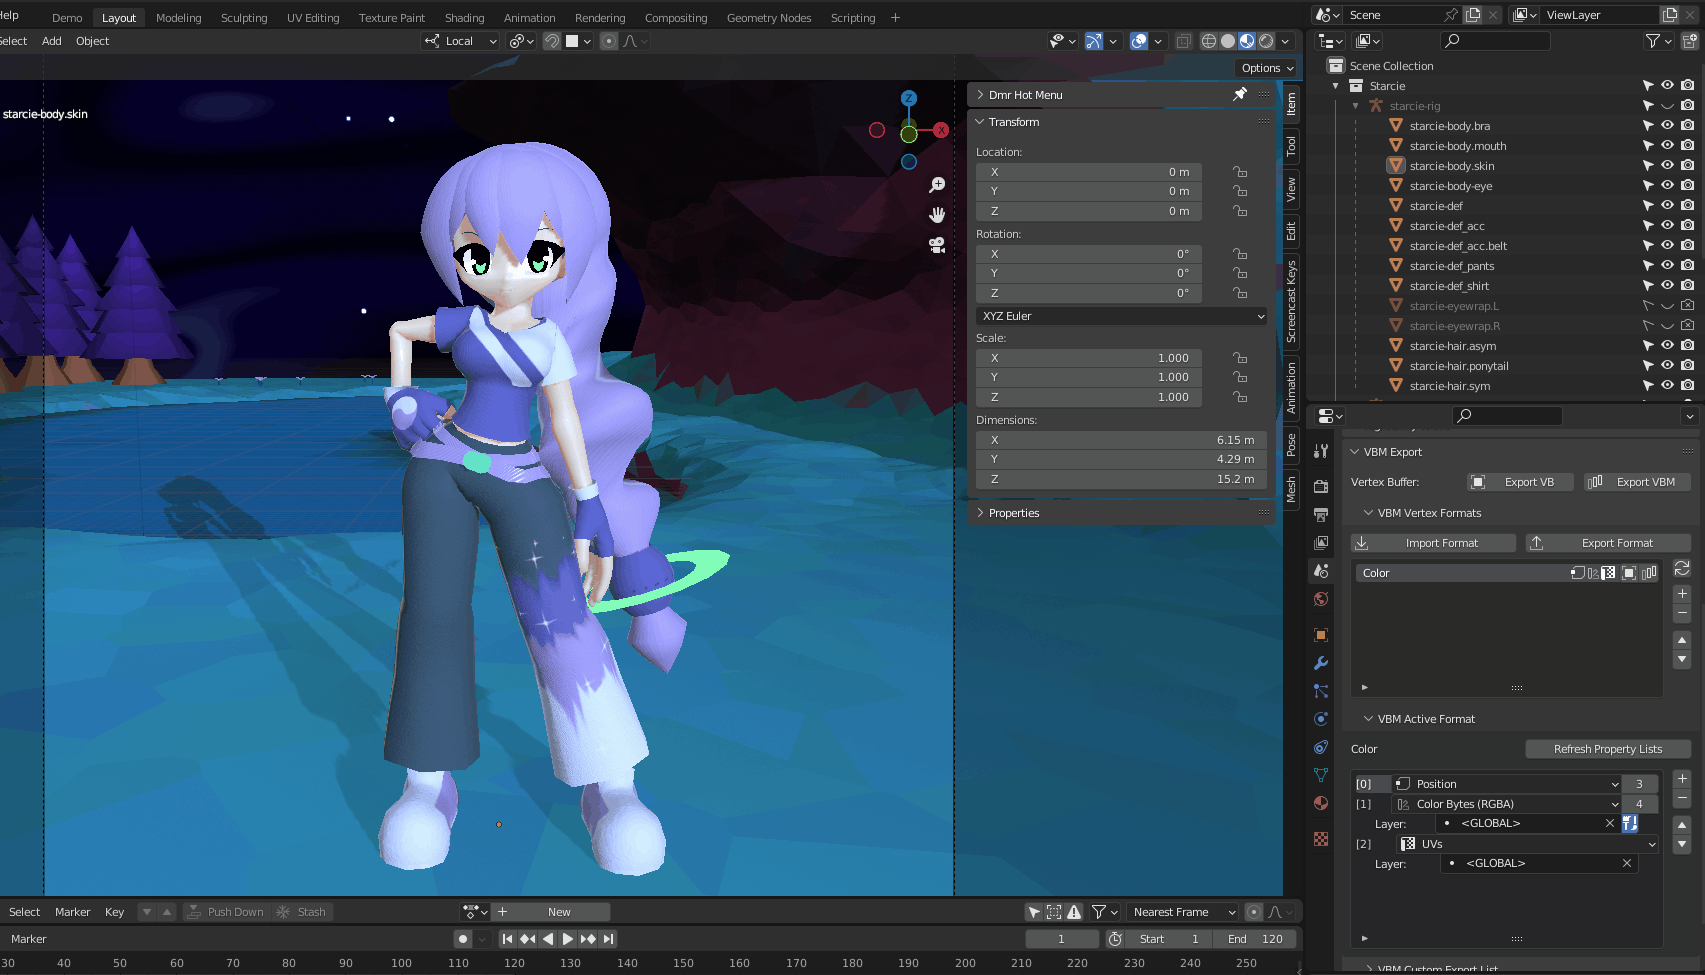 Help Demo Layout Modeling Sculpting UV Editing Texture Paint Shading Animation Rendering Compositing Geometry Nodes Scripting +
Scene
ViewLayer
Select Add Object
Local
Options
starcie-body.skin
Z
X
Dmr Hot Menu
Transform
Location:
X 0 m
Y 0 m
Z 0 m
Rotation:
X 0°
Y 0°
Z 0°
XYZ Euler
Scale:
X 1.000
Y 1.000
Z 1.000
Dimensions:
X 6.15 m
Y 4.29 m
Z 15.2 m
Properties
Item
Tool
View
Edit
Screencast Keys
Animation
Pose
Mesh
Scene Collection
Starcie
starcie-rig
starcie-body.bra
starcie-body.mouth
starcie-body.skin
starcie-body-eye
starcie-def
starcie-def_acc
starcie-def_acc.belt
starcie-def_pants
starcie-def_shirt
starcie-eyewrap.L
starcie-eyewrap.R
starcie-hair.asym
starcie-hair.ponytail
starcie-hair.sym
VBM Export
Vertex Buffer: Export VB Export VBM
VBM Vertex Formats
Import Format Export Format
Color
VBM Active Format
Color Refresh Property Lists
[0] Position 3
[1] Color Bytes (RGBA) 4
Layer: <GLOBAL>
[2] UVs
Layer: <GLOBAL>
VBM Custom Export List
Select Marker Key Push Down Stash New Nearest Frame
Marker 1 Start 1 End 120
30 40 50 60 70 80 90 100 110 120 130 140 150 160 170 180 190 200 210 220 230 240 250